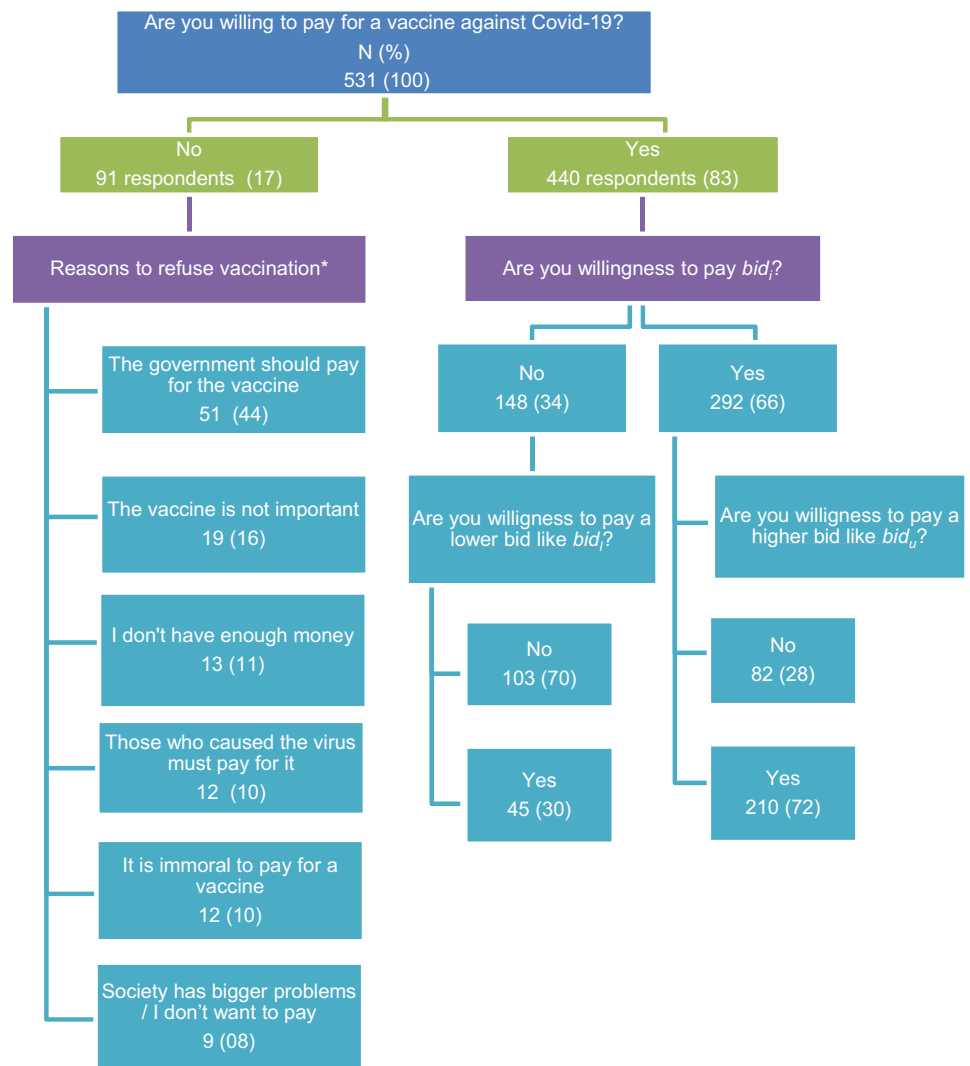 Are you willing to pay for a vaccine against Covid-19?
N (%)
531 (100)
No
91 respondents (17)
Yes
440 respondents (83)
Reasons to refuse vaccination*
The government should pay
for the vaccine
51 (44)
The vaccine is not important
19 (16)
I don't have enough money
13 (11)
Those who caused the virus
must pay for it
12 (10)
It is immoral to pay for a
vaccine
12 (10)
Society has bigger problems
/ I don't want to pay
9 (08)
Are you willingness to pay bidi?
No
148 (34)
Yes
292 (66)
Are you willigness to pay a
lower bid like bidl?
No
103 (70)
Yes
45 (30)
Are you willigness to pay a
higher bid like bidu?
No
82 (28)
Yes
210 (72)